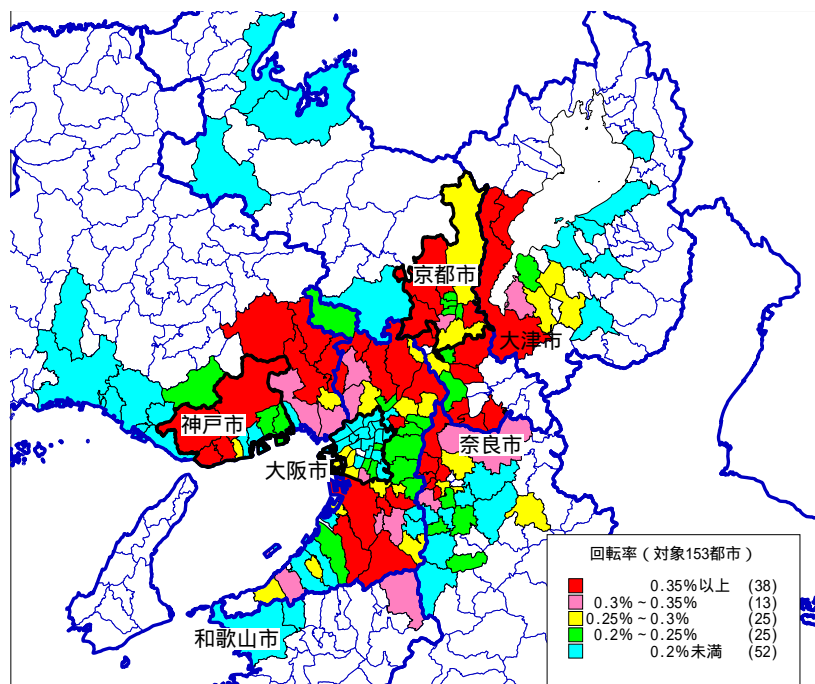 京都市
大津市
神戸市
奈良市
大阪市
和歌山市
回転率（対象153都市）
0.35%以上 (38)
0.3%～0.35% (13)
0.25%～0.3% (25)
0.2%～0.25% (25)
0.2%未満 (52)